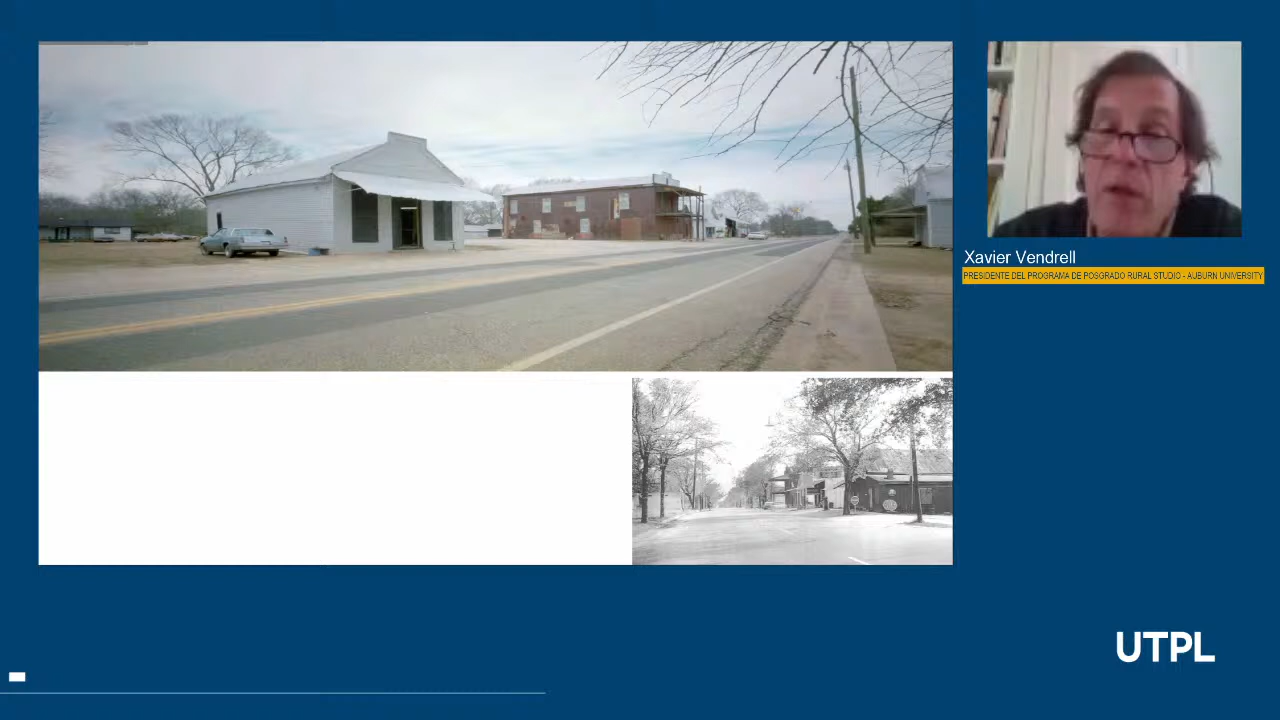 Xavier Vendrell
PRESIDENTE DEL PROGRAMA DE POSGRADO RURAL STUDIO - AUBURN UNIVERSITY
UTPL